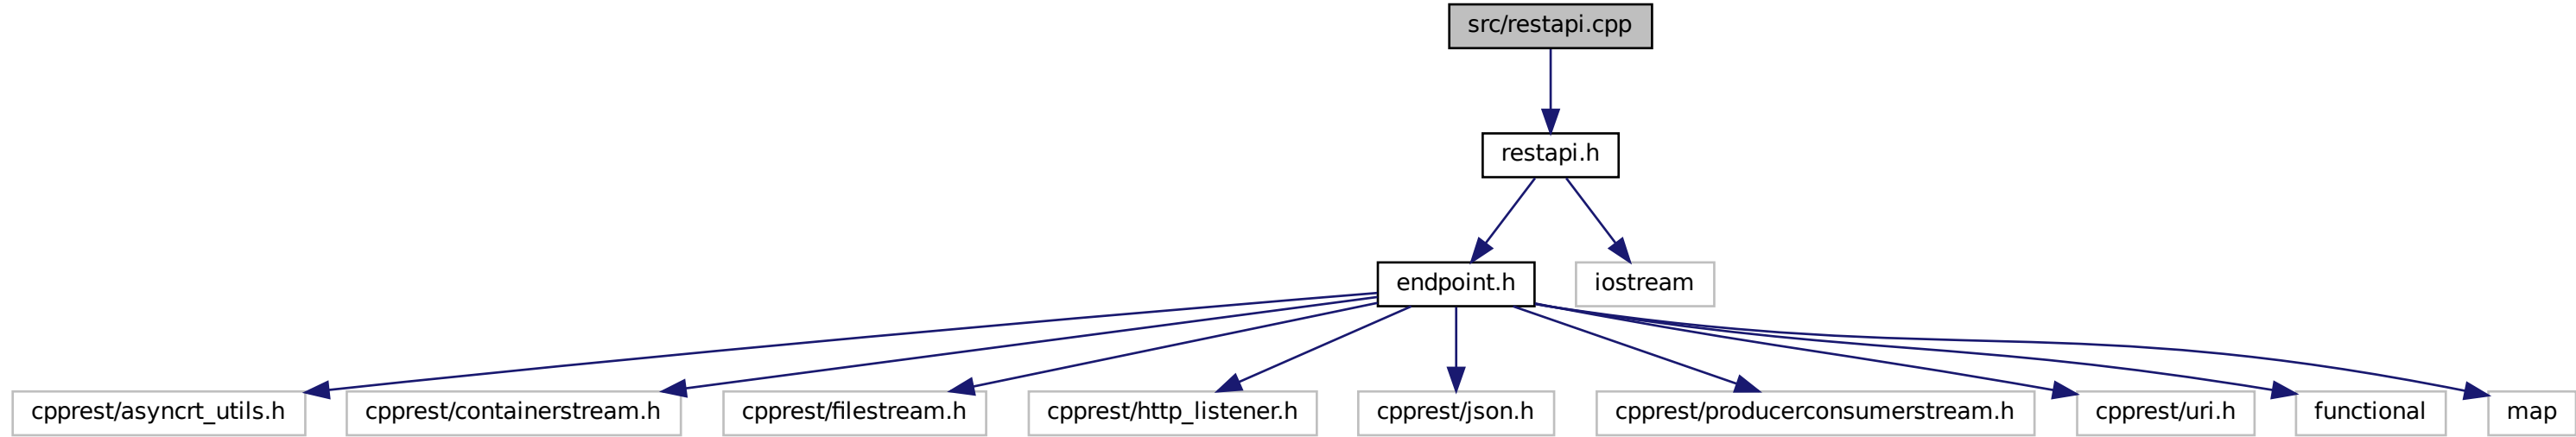 src/restapi.cpp
restapi.h
endpoint.h
iostream
cpprest/asyncrt_utils.h
cpprest/containerstream.h
cpprest/filestream.h
cpprest/http_listener.h
cpprest/json.h
cpprest/producerconsumerstream.h
cpprest/uri.h
functional
map